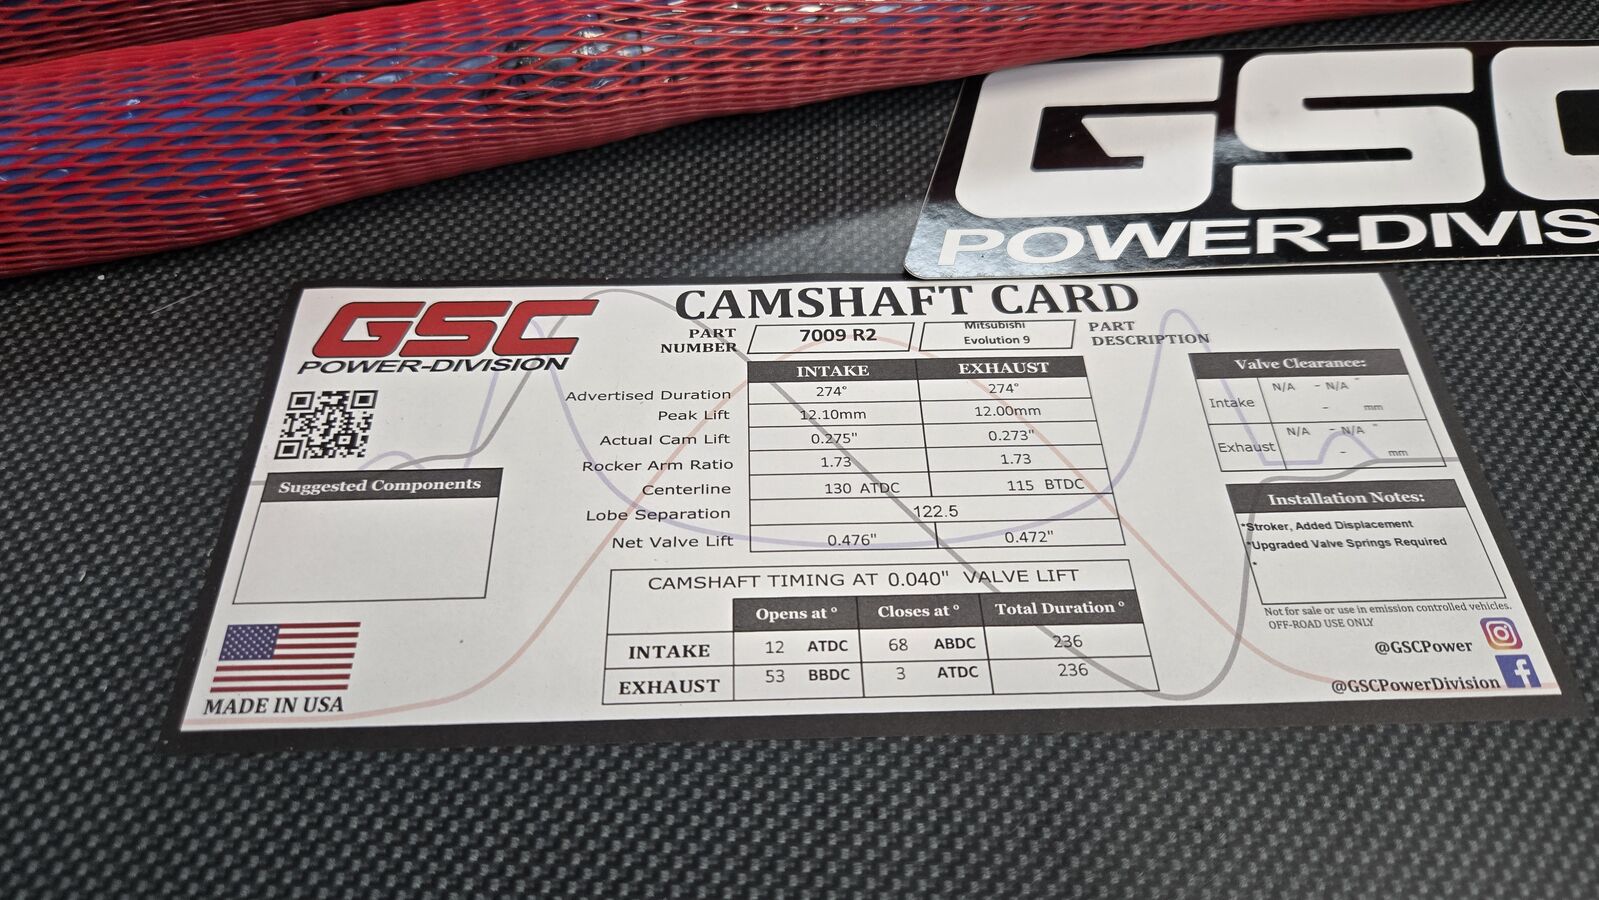 GSC
POWER-DIVIS
GSC
POWER-DIVISION
CAMSHAFT CARD
PART NUMBER
7009 R2
Mitsubishi
Evolution 9
PART DESCRIPTION
INTAKE EXHAUST
Advertised Duration 274° 274°
Peak Lift 12.10mm 12.00mm
Actual Cam Lift 0.275" 0.273"
Rocker Arm Ratio 1.73 1.73
Centerline 130 ATDC 115 BTDC
Lobe Separation 122.5
Net Valve Lift 0.476" 0.472"
CAMSHAFT TIMING AT 0.040" VALVE LIFT
Opens at ° Closes at ° Total Duration °
INTAKE 12 ATDC 68 ABDC 236
EXHAUST 53 BBDC 3 ATDC 236
Suggested Components
MADE IN USA
Valve Clearance:
Intake N/A - N/A "
- mm
Exhaust N/A - N/A "
- mm
Installation Notes:
*Stroker, Added Displacement
*Upgraded Valve Springs Required
*
Not for sale or use in emission controlled vehicles.
OFF-ROAD USE ONLY
@GSCPower
@GSCPowerDivision